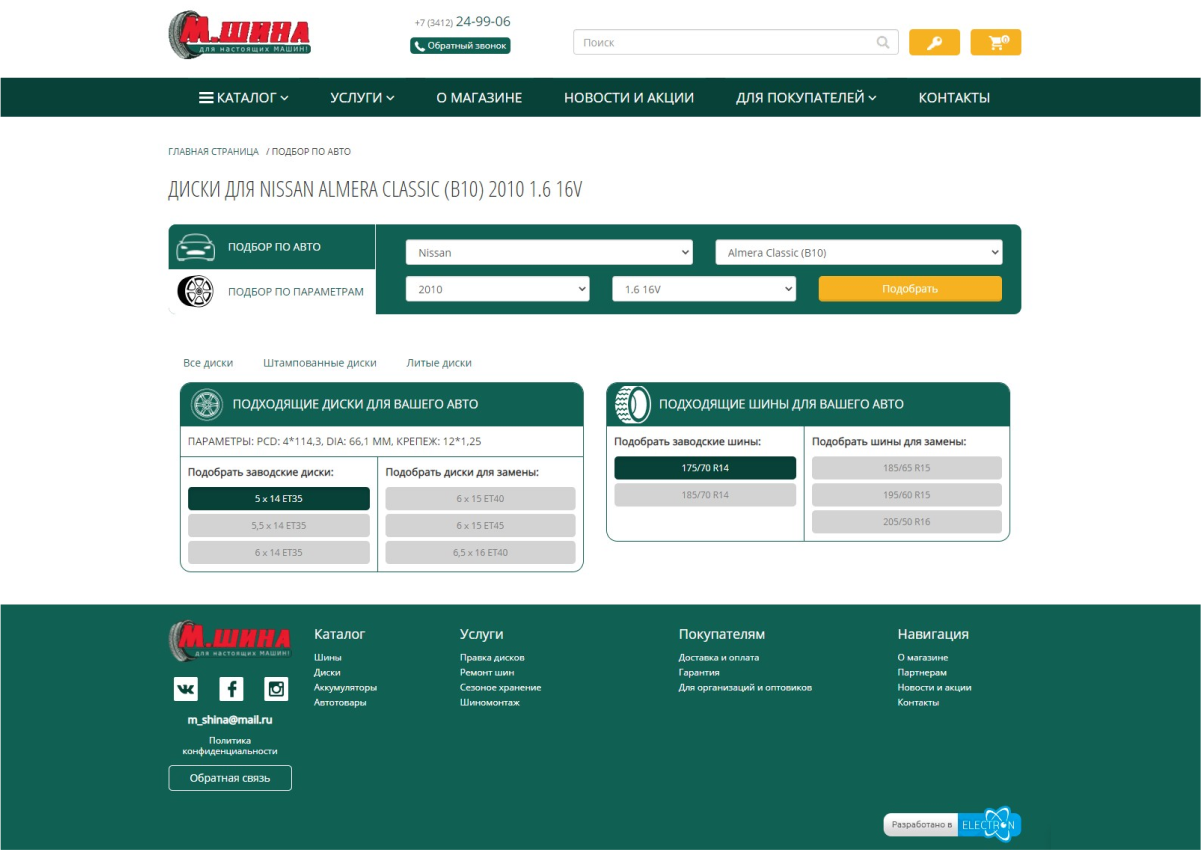 М.ШИНА
ДЛЯ НАСТОЯЩИХ МАШИН!
+7 (3412) 24-99-06
Обратный звонок
Поиск
0
КАТАЛОГ
УСЛУГИ
О МАГАЗИНЕ
НОВОСТИ И АКЦИИ
ДЛЯ ПОКУПАТЕЛЕЙ
КОНТАКТЫ
ГЛАВНАЯ СТРАНИЦА / ПОДБОР ПО АВТО
ДИСКИ ДЛЯ NISSAN ALMERA CLASSIC (B10) 2010 1.6 16V
ПОДБОР ПО АВТО
ПОДБОР ПО ПАРАМЕТРАМ
Nissan
Almera Classic (B10)
2010
1.6 16V
Подобрать
Все диски
Штампованные диски
Литые диски
ПОДХОДЯЩИЕ ДИСКИ ДЛЯ ВАШЕГО АВТО
ПАРАМЕТРЫ: PCD: 4*114,3, DIA: 66,1 ММ, КРЕПЕЖ: 12*1,25
Подобрать заводские диски:
5 x 14 ET35
5,5 x 14 ET35
6 x 14 ET35
Подобрать диски для замены:
6 x 15 ET40
6 x 15 ET45
6,5 x 16 ET40
ПОДХОДЯЩИЕ ШИНЫ ДЛЯ ВАШЕГО АВТО
Подобрать заводские шины:
175/70 R14
185/70 R14
Подобрать шины для замены:
185/65 R15
195/60 R15
205/50 R16
М.ШИНА
ДЛЯ НАСТОЯЩИХ МАШИН!
m_shina@mail.ru
Политика
конфиденциальности
Обратная связь
Каталог
Шины
Диски
Аккумуляторы
Автотовары
Услуги
Правка дисков
Ремонт шин
Сезоное хранение
Шиномонтаж
Покупателям
Доставка и оплата
Гарантия
Для организаций и оптовиков
Навигация
О магазине
Партнерам
Новости и акции
Контакты
Разработано в ELECTRON